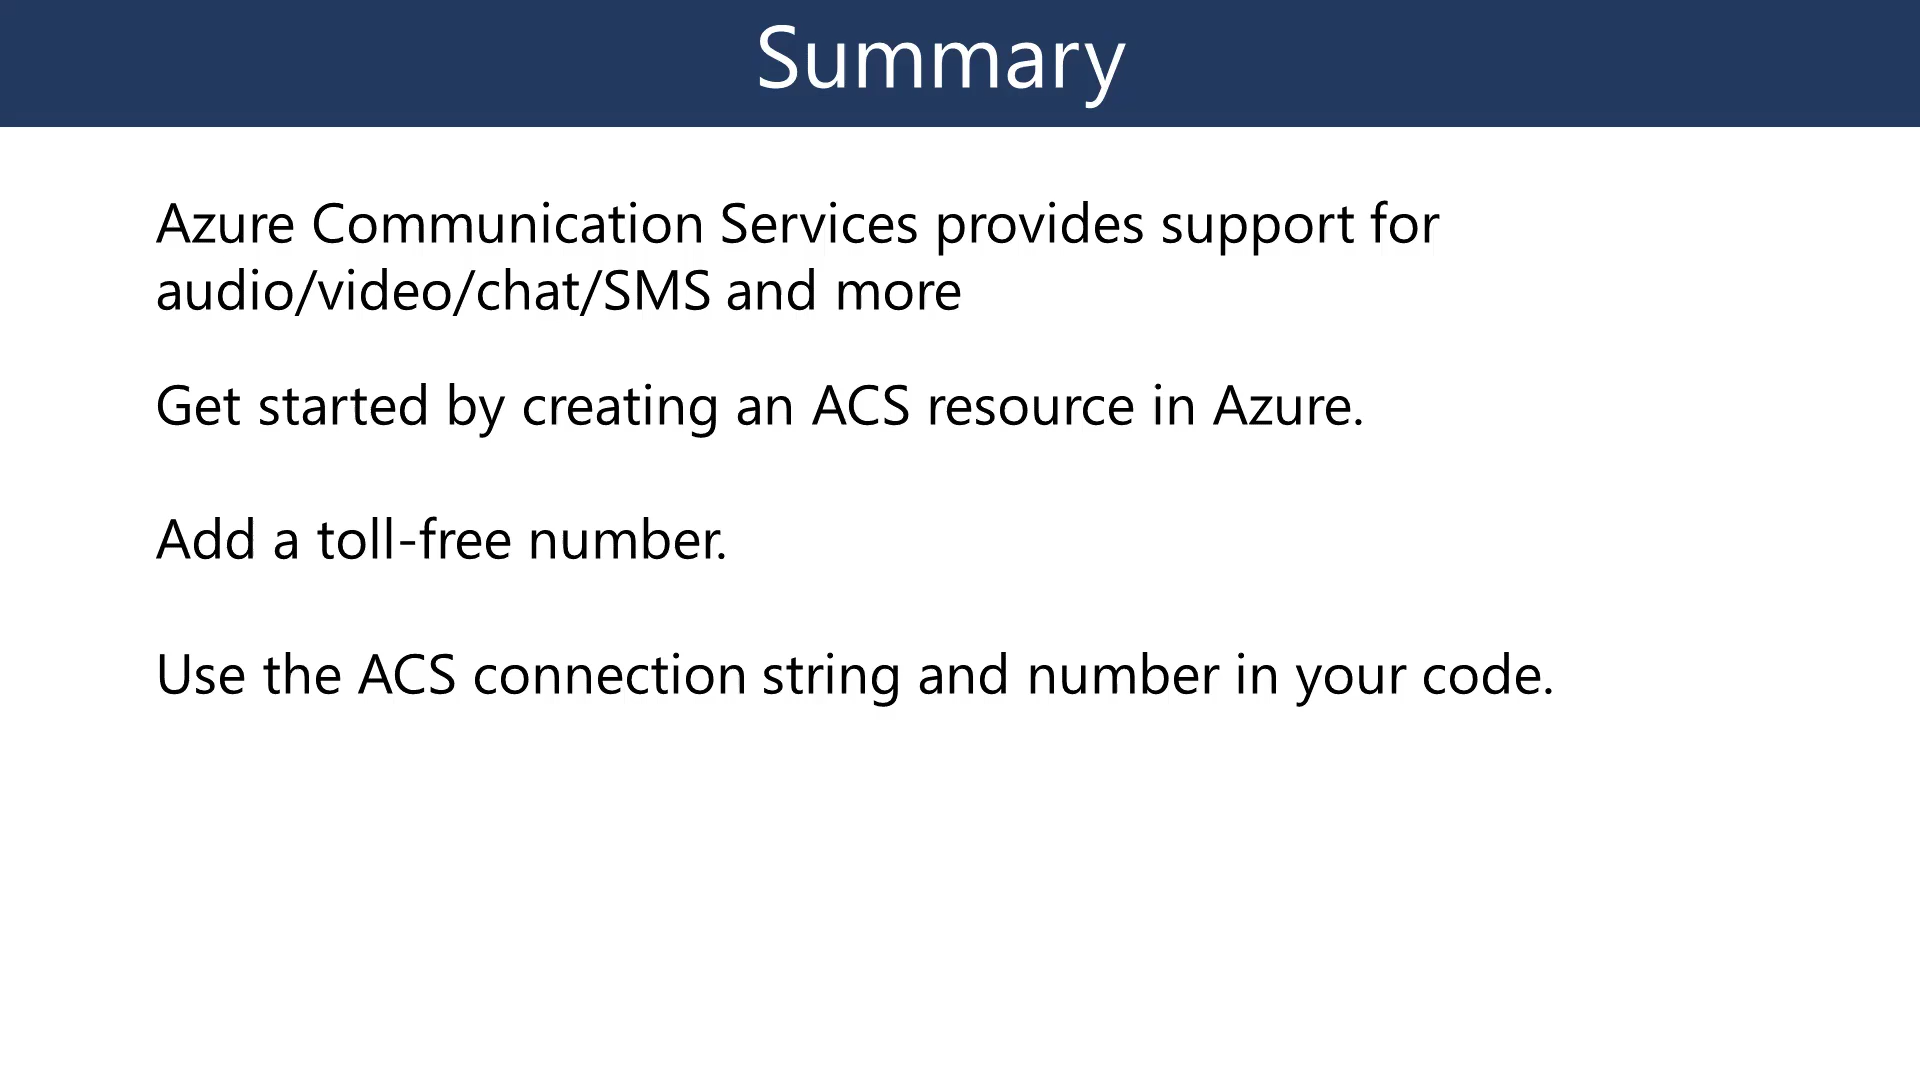 Summary
Azure Communication Services provides support for
audio/video/chat/SMS and more
Get started by creating an ACS resource in Azure.
Add a toll-free number.
Use the ACS connection string and number in your code.